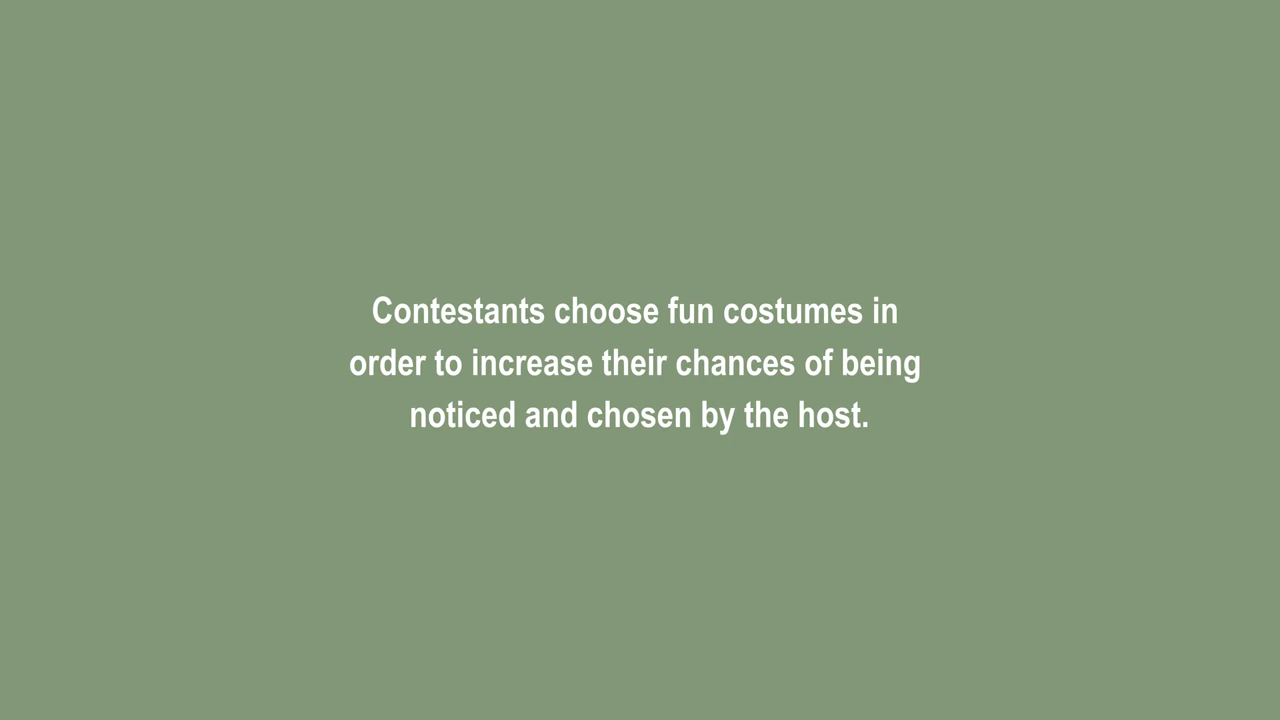 Contestants choose fun costumes in
order to increase their chances of being
noticed and chosen by the host.